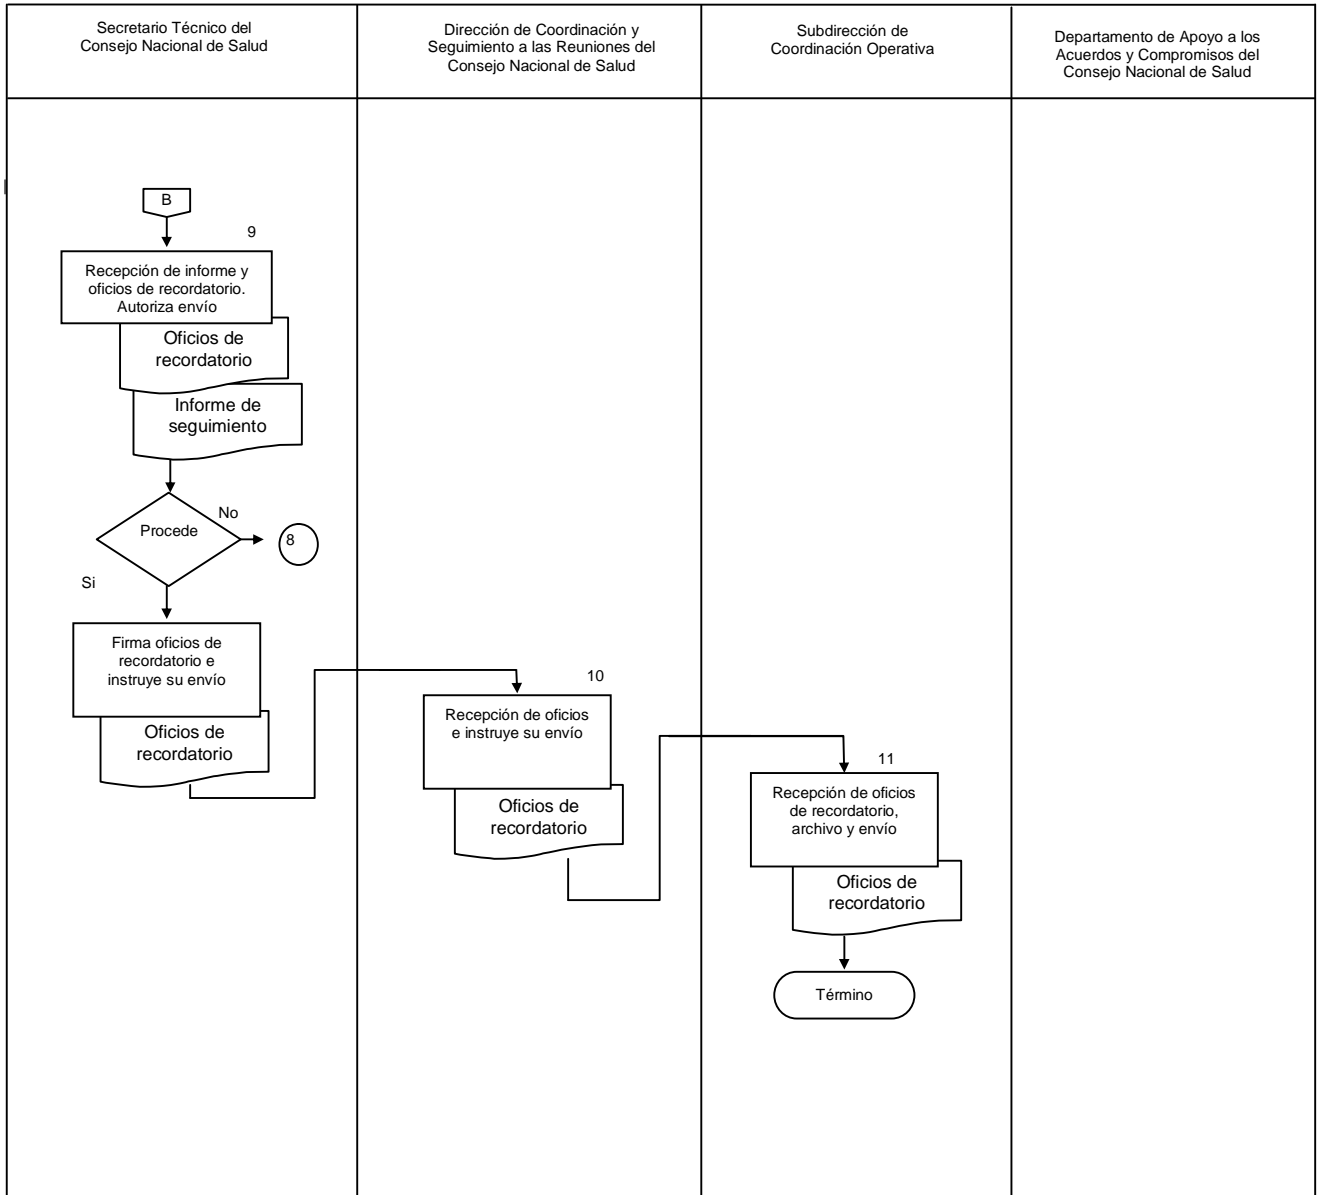 Secretario Técnico del
Consejo Nacional de Salud
Dirección de Coordinación y
Seguimiento a las Reuniones del
Consejo Nacional de Salud
Subdirección de
Coordinación Operativa
Departamento de Apoyo a los
Acuerdos y Compromisos del
Consejo Nacional de Salud
B
9
Recepción de informe y
oficios de recordatorio.
Autoriza envío
Oficios de
recordatorio
Informe de
seguimiento
Procede
No
8
Si
Firma oficios de
recordatorio e
instruye su envío
Oficios de
recordatorio
10
Recepción de oficios
e instruye su envío
Oficios de
recordatorio
11
Recepción de oficios
de recordatorio,
archivo y envío
Oficios de
recordatorio
Término